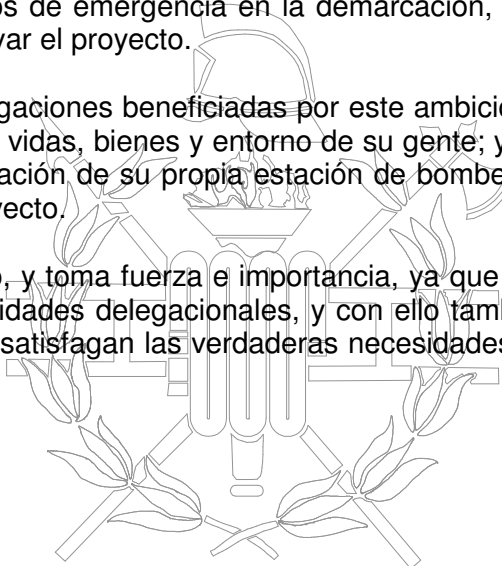 os de emergencia en la demarcación,
var el proyecto.
gaciones beneficiadas por este ambici
vidas, bienes y entorno de su gente; y
ación de su propia estación de bombe
yecto.
o, y toma fuerza e importancia, ya que
idades delegacionales, y con ello tamb
satisfagan las verdaderas necesidades